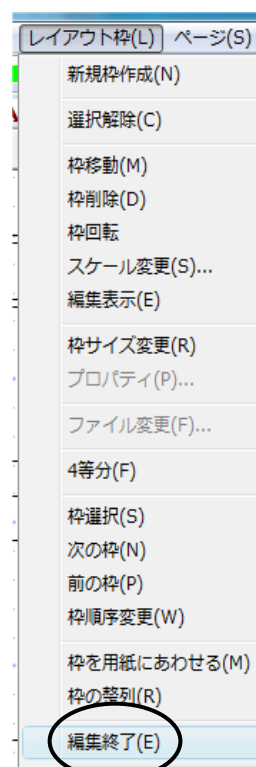 レイアウト枠(L) ページ(S)
新規枠作成(N)
選択解除(C)
枠移動(M)
枠削除(D)
枠回転
スケール変更(S)...
編集表示(E)
枠サイズ変更(R)
プロパティ(P)...
ファイル変更(F)...
4等分(F)
枠選択(S)
次の枠(N)
前の枠(P)
枠順序変更(W)
枠を用紙にあわせる(M)
枠の整列(R)
編集終了(E)